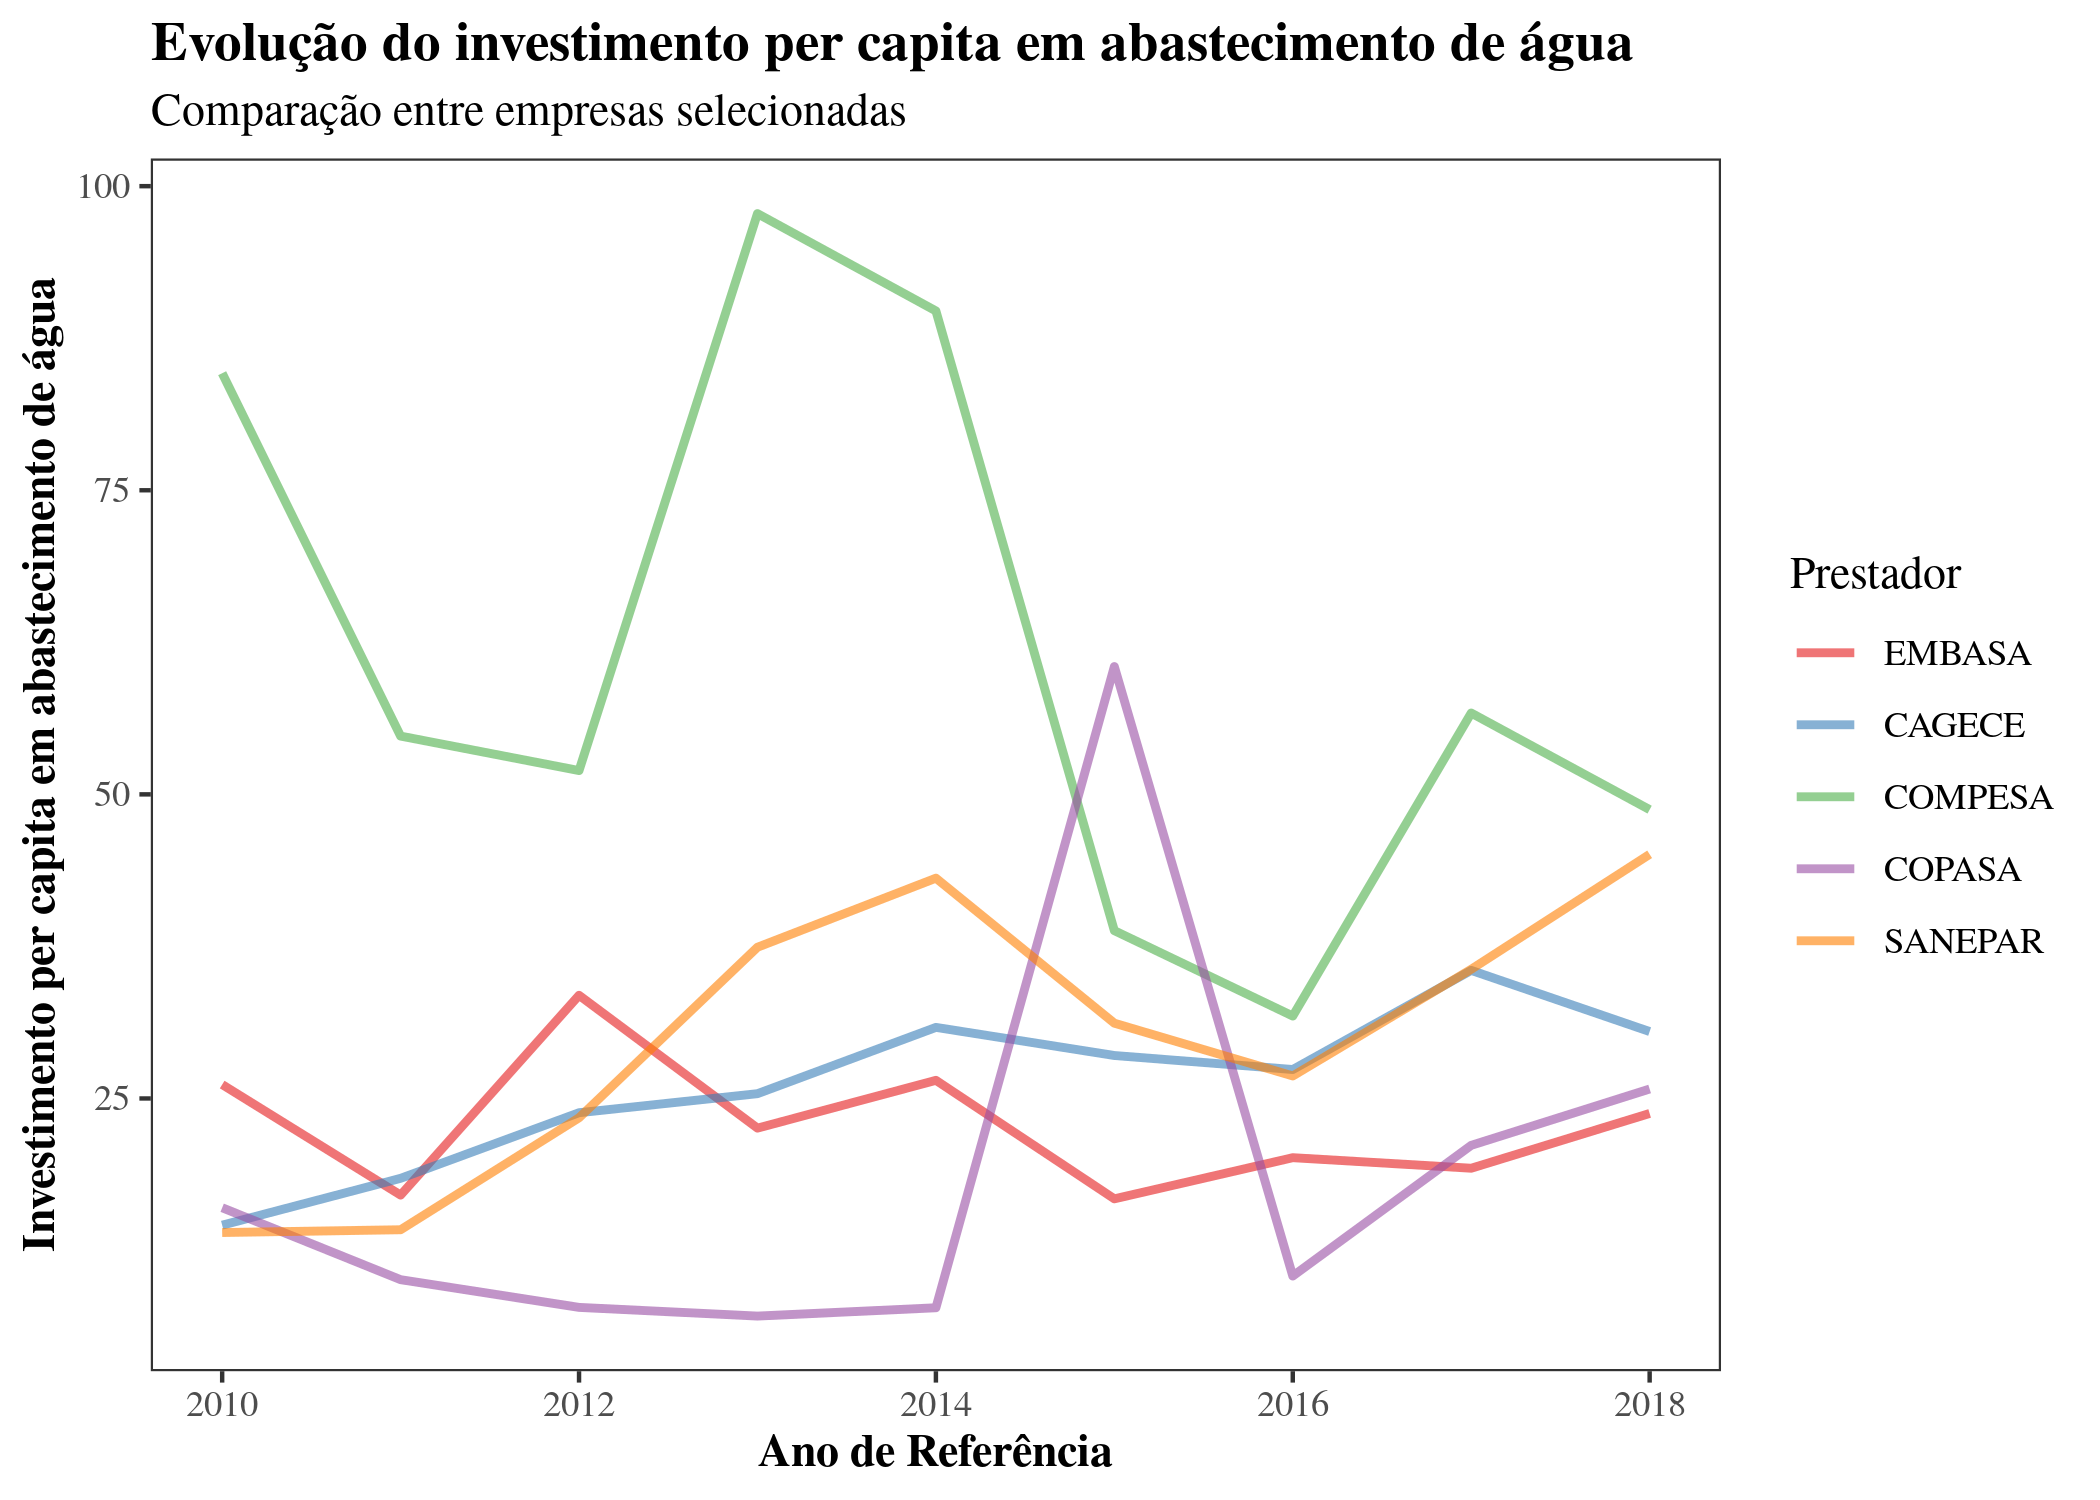 Evolução do investimento per capita em abastecimento de água
Comparação entre empresas selecionadas
Investimento per capita em abastecimento de água
100
75
50
25
2010
2012
2014
2016
2018
Ano de Referência
Prestador
EMBASA
CAGECE
COMPESA
COPASA
SANEPAR